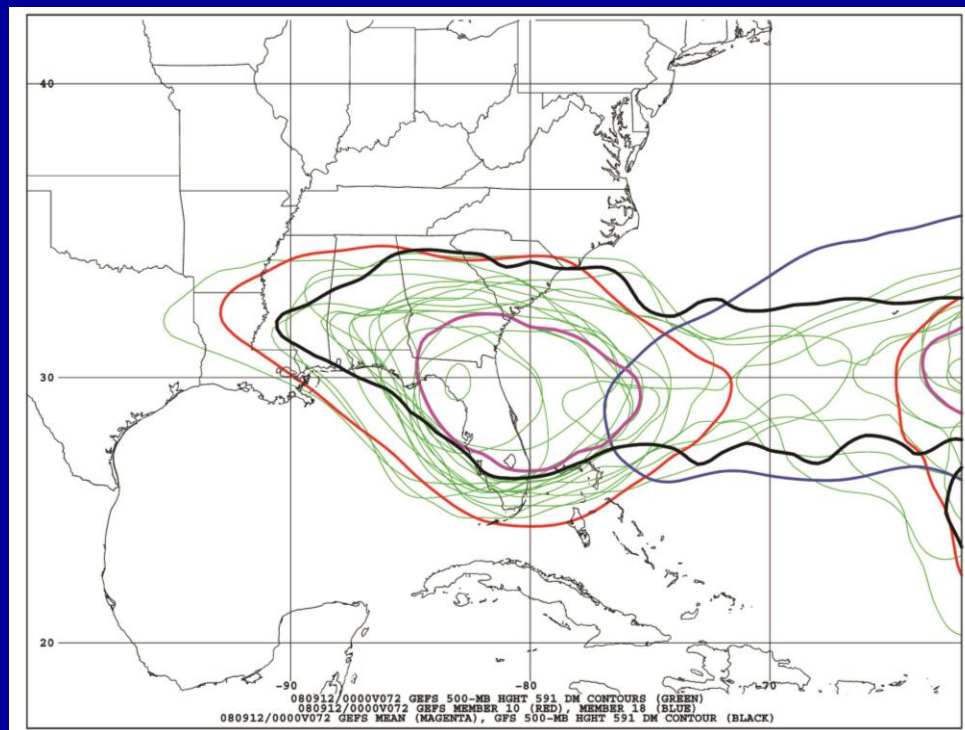 40
30
20
-90 -80 -70
080912/0000V072 GEFS 500-MB HGHT 591 DM CONTOURS (GREEN)
080912/0000V072 GEFS MEMBER 10 (RED), MEMBER 18 (BLUE)
080912/0000V072 GEFS MEAN (MAGENTA), GFS 500-MB HGHT 591 DM CONTOUR (BLACK)